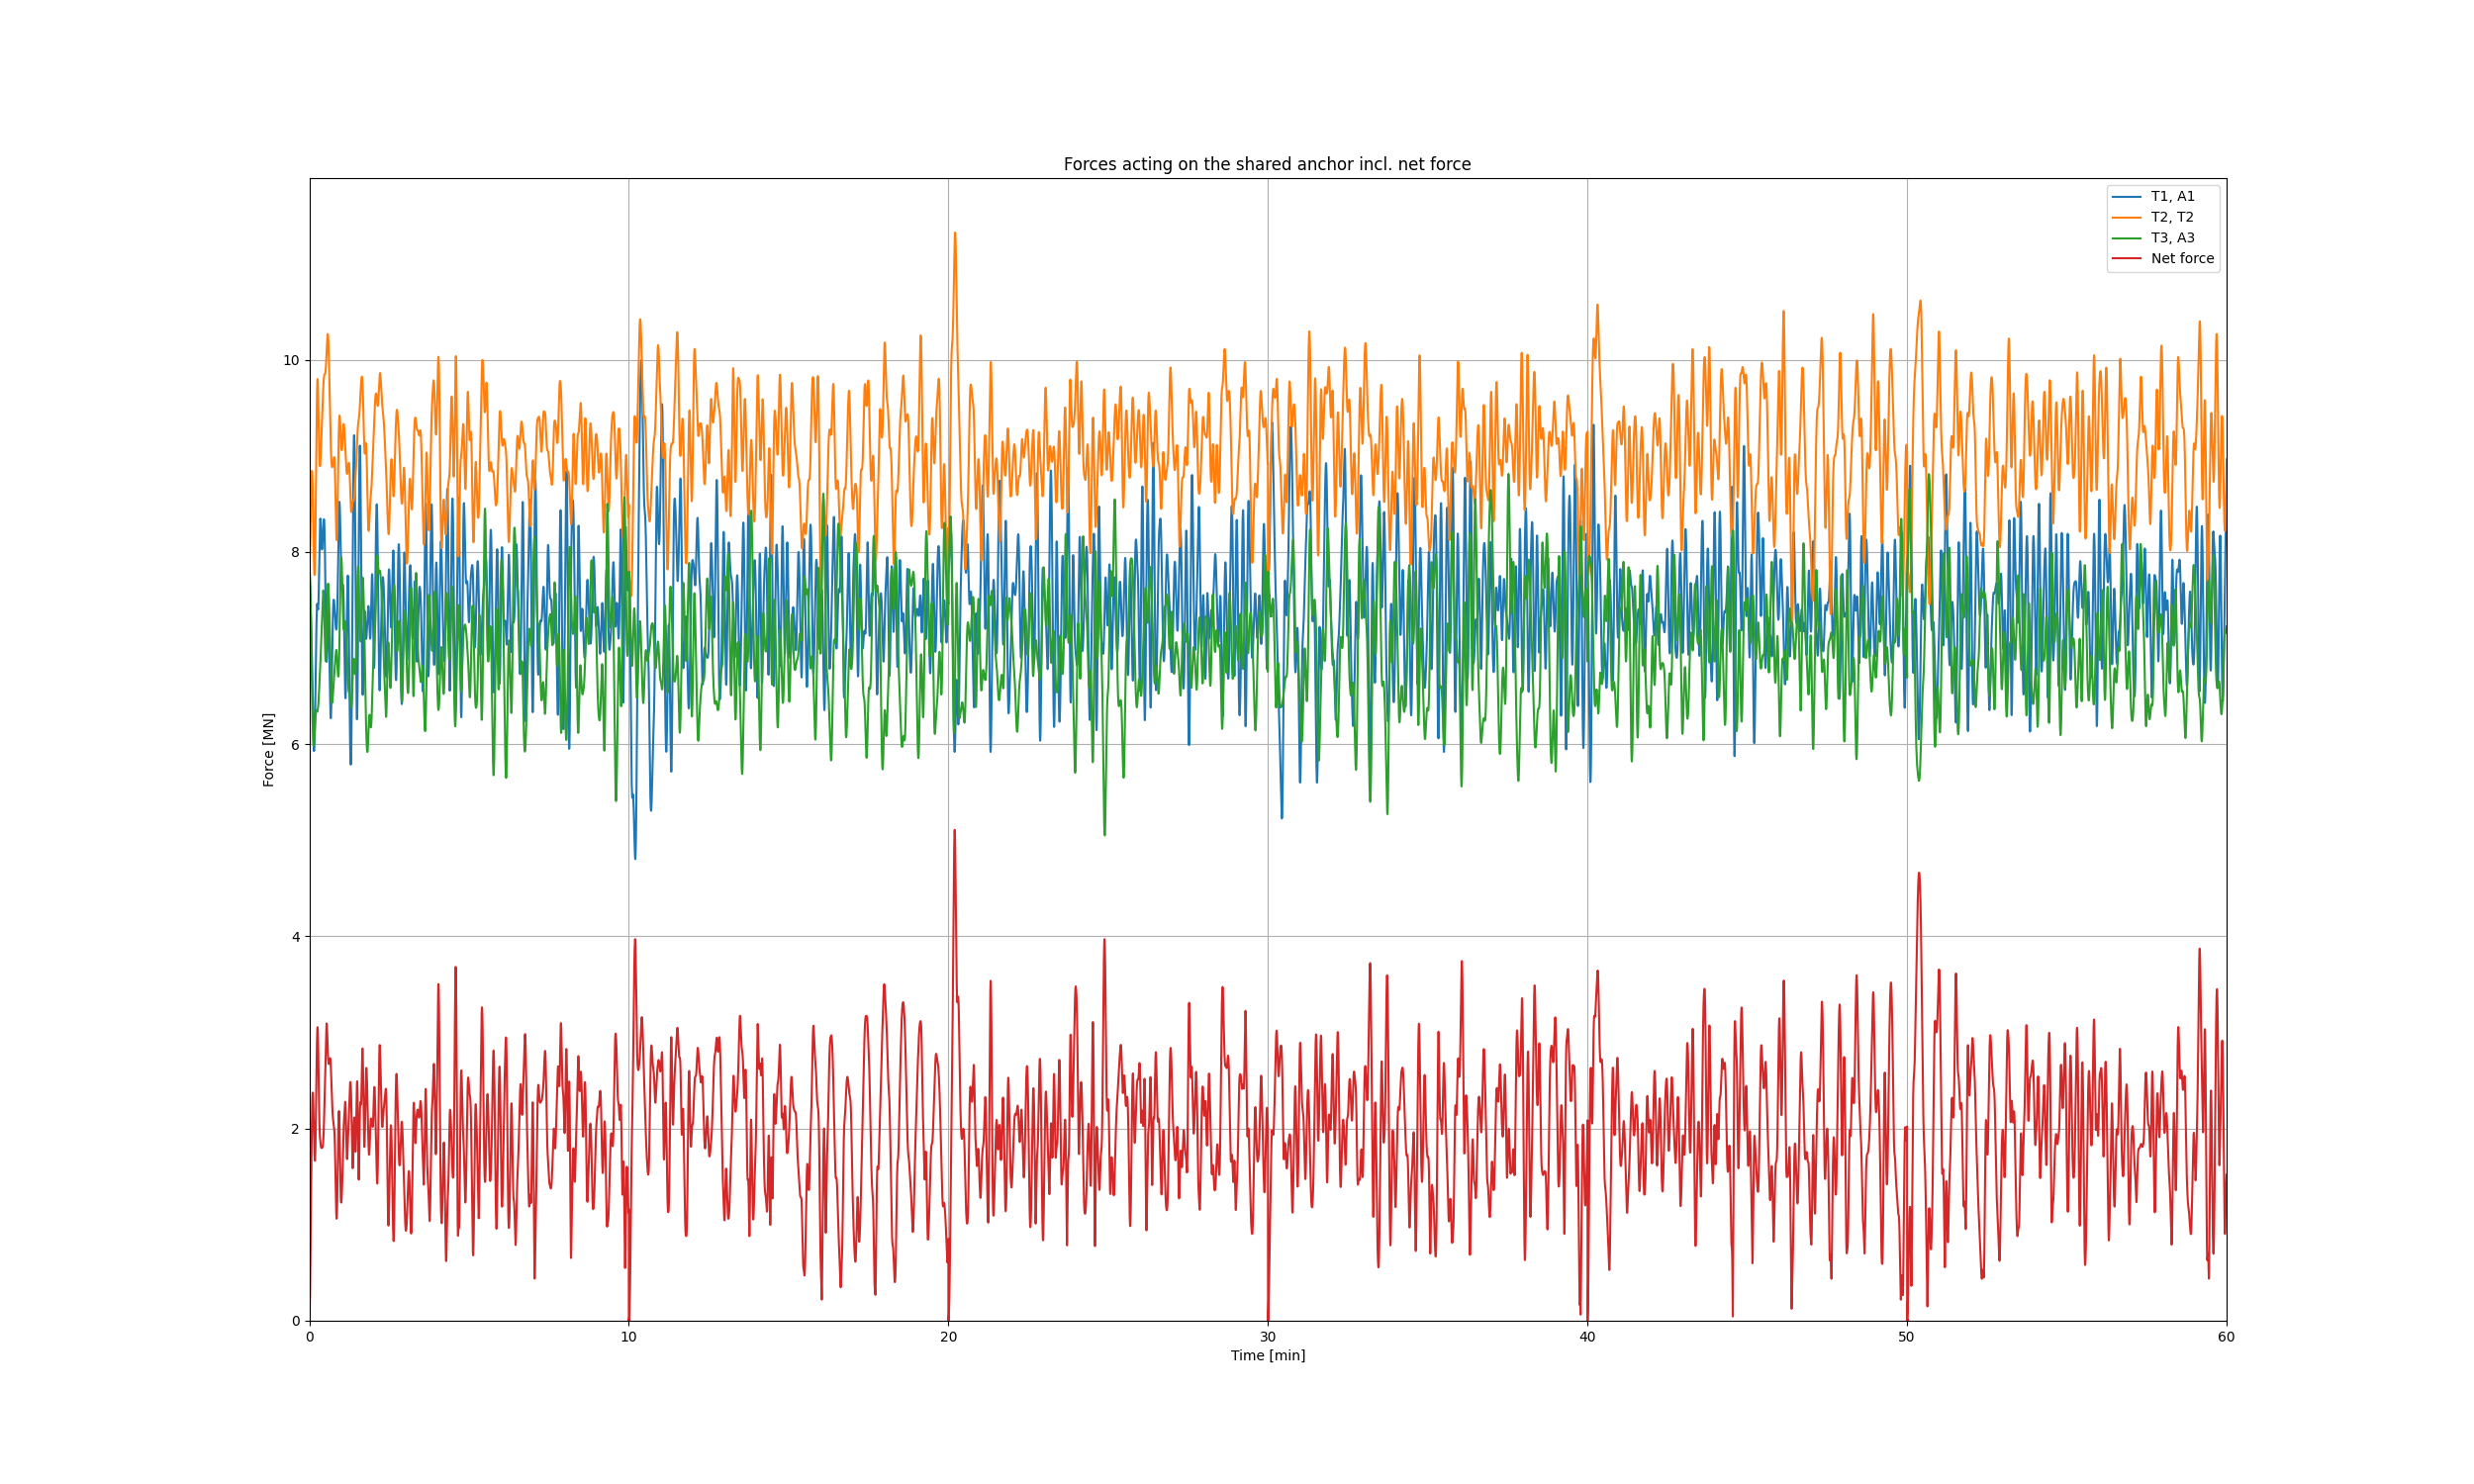 Forces acting on the shared anchor incl. net force
T1, A1
T2, T2
T3, A3
Net force
10
8
6
4
2
0
Force [MN]
0 10 20 30 40 50 60
Time [min]